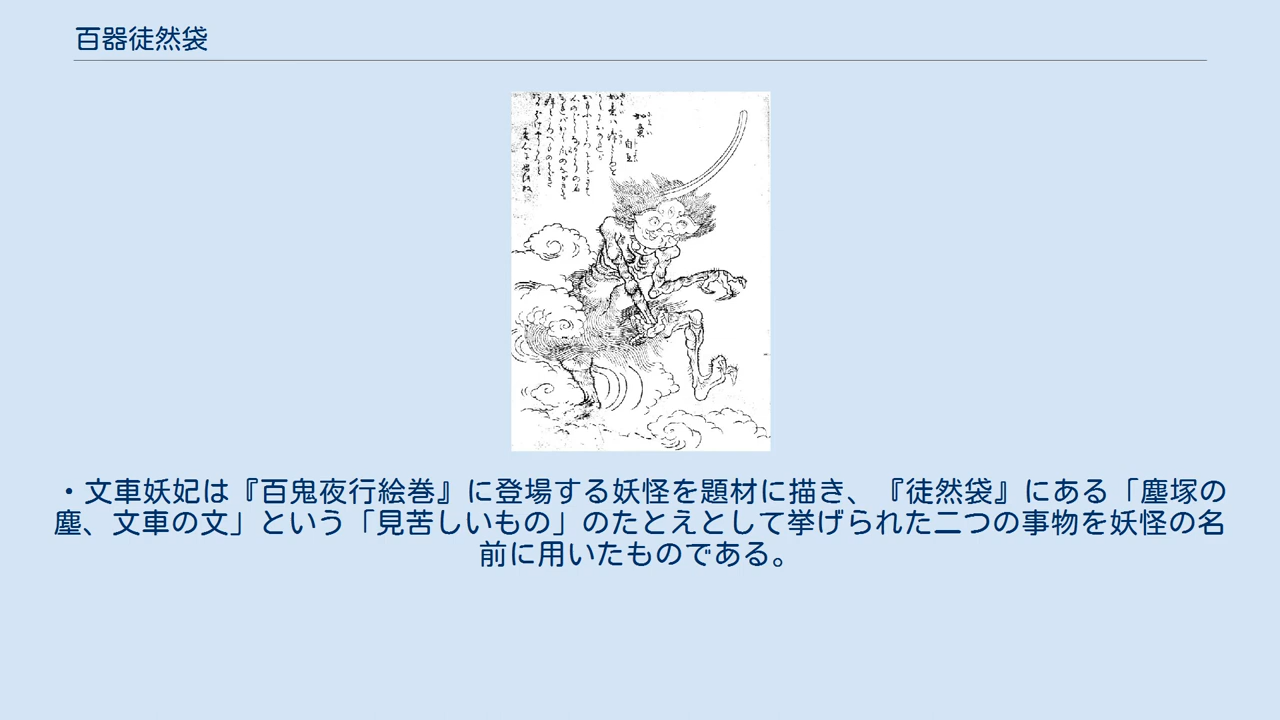 百器徒然袋
如意自在
・文車妖妃は『百鬼夜行絵巻』に登場する妖怪を題材に描き、『徒然袋』にある「塵塚の
塵、文車の文」という「見苦しいもの」のたとえとして挙げられた二つの事物を妖怪の名
前に用いたものである。